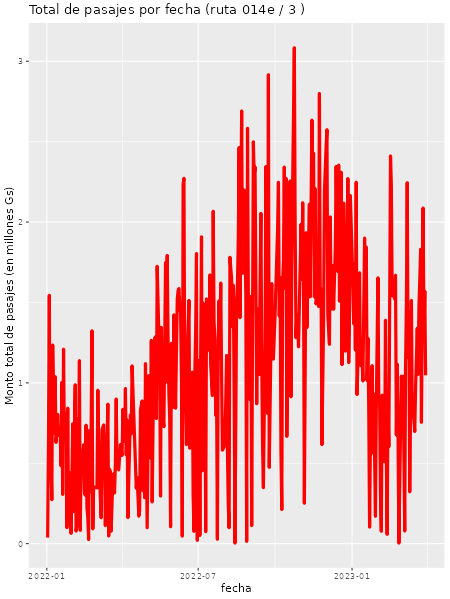 Total de pasajes por fecha (ruta 014e / 3 )
Monto total de pasajes (en millones Gs)
3
2
1
0
2022-01
2022-07
2023-01
fecha